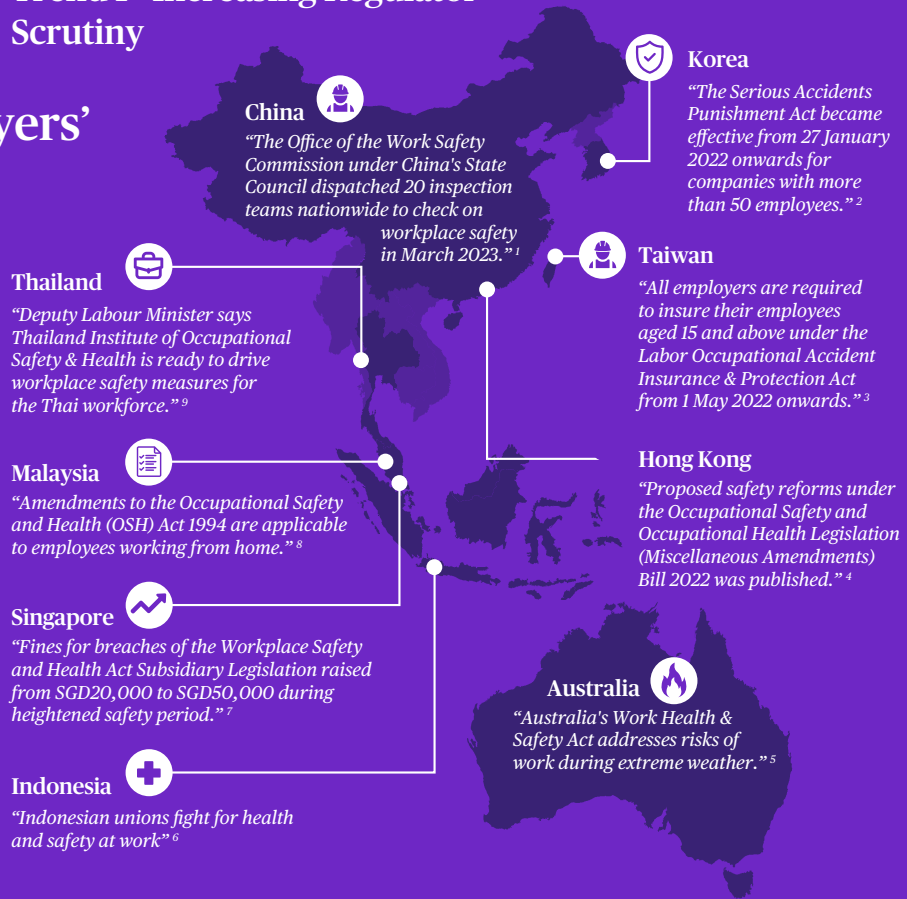 Scrutiny
yers’
China
“The Office of the Work Safety
Commission under China's State
Council dispatched 20 inspection
teams nationwide to check on
workplace safety
in March 2023.” 1
Korea
“The Serious Accidents
Punishment Act became
effective from 27 January
2022 onwards for
companies with more
than 50 employees.” 2
Taiwan
“All employers are required
to insure their employees
aged 15 and above under the
Labor Occupational Accident
Insurance & Protection Act
from 1 May 2022 onwards.” 3
Hong Kong
“Proposed safety reforms under
the Occupational Safety and
Occupational Health Legislation
(Miscellaneous Amendments)
Bill 2022 was published.” 4
Australia
“Australia's Work Health &
Safety Act addresses risks of
work during extreme weather.” 5
Thailand
“Deputy Labour Minister says
Thailand Institute of Occupational
Safety & Health is ready to drive
workplace safety measures for
the Thai workforce.” 9
Malaysia
“Amendments to the Occupational Safety
and Health (OSH) Act 1994 are applicable
to employees working from home.” 8
Singapore
“Fines for breaches of the Workplace Safety
and Health Act Subsidiary Legislation raised
from SGD20,000 to SGD50,000 during
heightened safety period.” 7
Indonesia
“Indonesian unions fight for health
and safety at work” 6